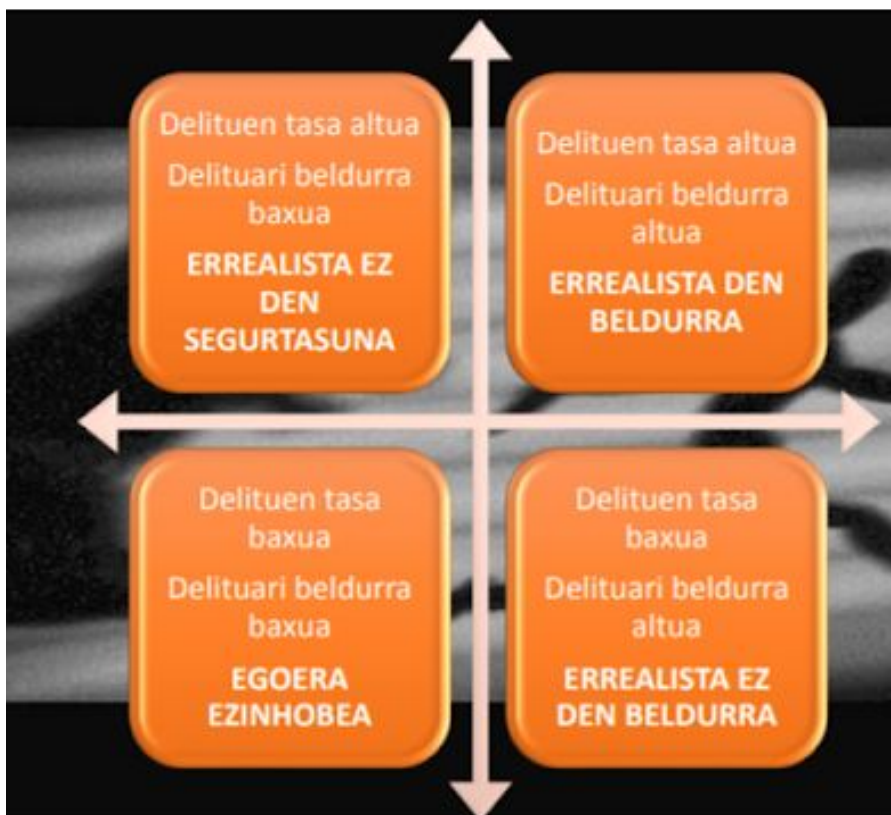 Delituen tasa altua
Delituari beldurra
baxua
ERREALISTA EZ
DEN
SEGURTASUNA
Delituen tasa altua
Delituari beldurra
altua
ERREALISTA DEN
BELDURRA
Delituen tasa
baxua
Delituari beldurra
baxua
EGOERA
EZINHOBEA
Delituen tasa
baxua
Delituari beldurra
altua
ERREALISTA EZ
DEN BELDURRA